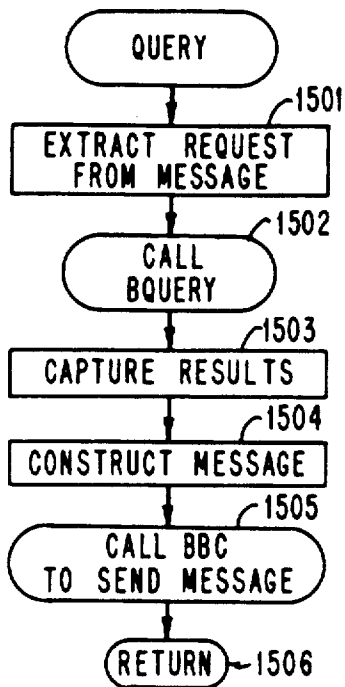 QUERY
1501
EXTRACT REQUEST
FROM MESSAGE
1502
CALL
BQUERY
1503
CAPTURE RESULTS
1504
CONSTRUCT MESSAGE
1505
CALL BBC
TO SEND MESSAGE
RETURN 1506